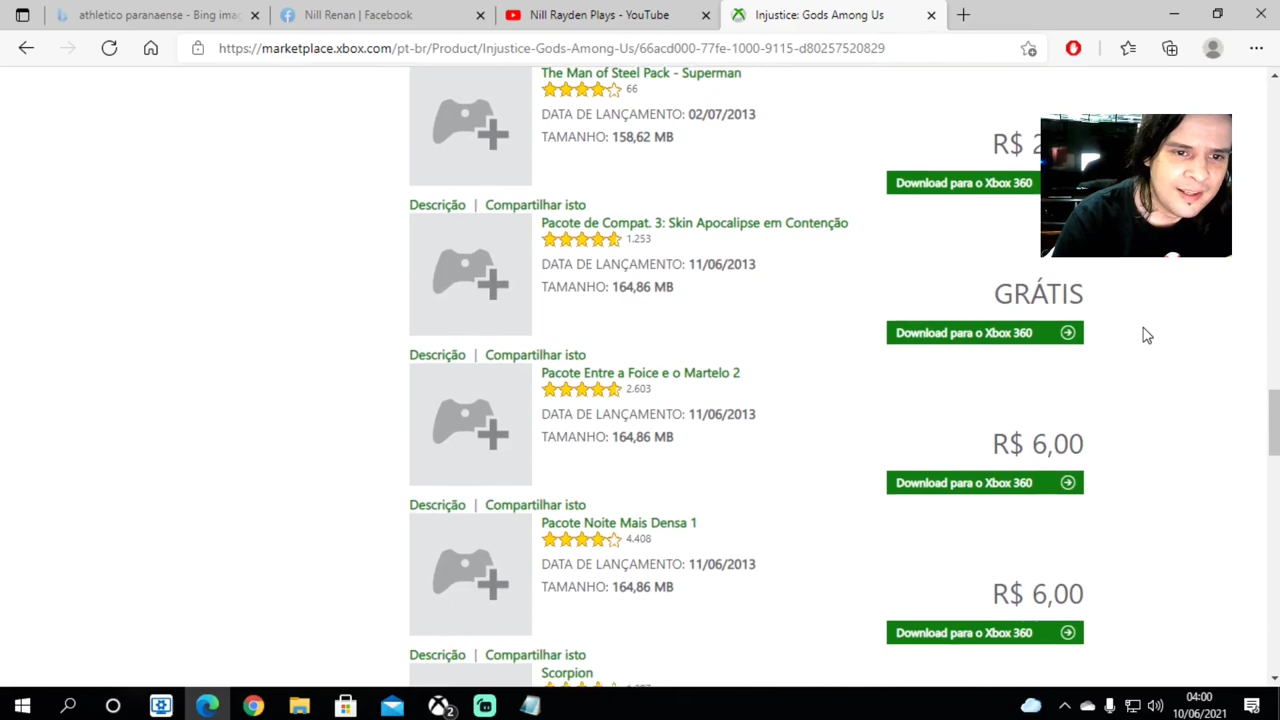 athletico paranaense - Bing imag
Nill Renan | Facebook
Nill Rayden Plays - YouTube
Injustice: Gods Among Us
https://marketplace.xbox.com/pt-br/Product/Injustice-Gods-Among-Us/66acd000-77fe-1000-9115-d80257520829
The Man of Steel Pack - Superman
66
DATA DE LANÇAMENTO: 02/07/2013
TAMANHO: 158,62 MB
R$ 2
Download para o Xbox 360
Descrição | Compartilhar isto
Pacote de Compat. 3: Skin Apocalipse em Contenção
1.253
DATA DE LANÇAMENTO: 11/06/2013
TAMANHO: 164,86 MB
GRÁTIS
Download para o Xbox 360
Descrição | Compartilhar isto
Pacote Entre a Foice e o Martelo 2
2.603
DATA DE LANÇAMENTO: 11/06/2013
TAMANHO: 164,86 MB
R$ 6,00
Download para o Xbox 360
Descrição | Compartilhar isto
Pacote Noite Mais Densa 1
4.408
DATA DE LANÇAMENTO: 11/06/2013
TAMANHO: 164,86 MB
R$ 6,00
Download para o Xbox 360
Descrição | Compartilhar isto
Scorpion
2
04:00
10/06/2021